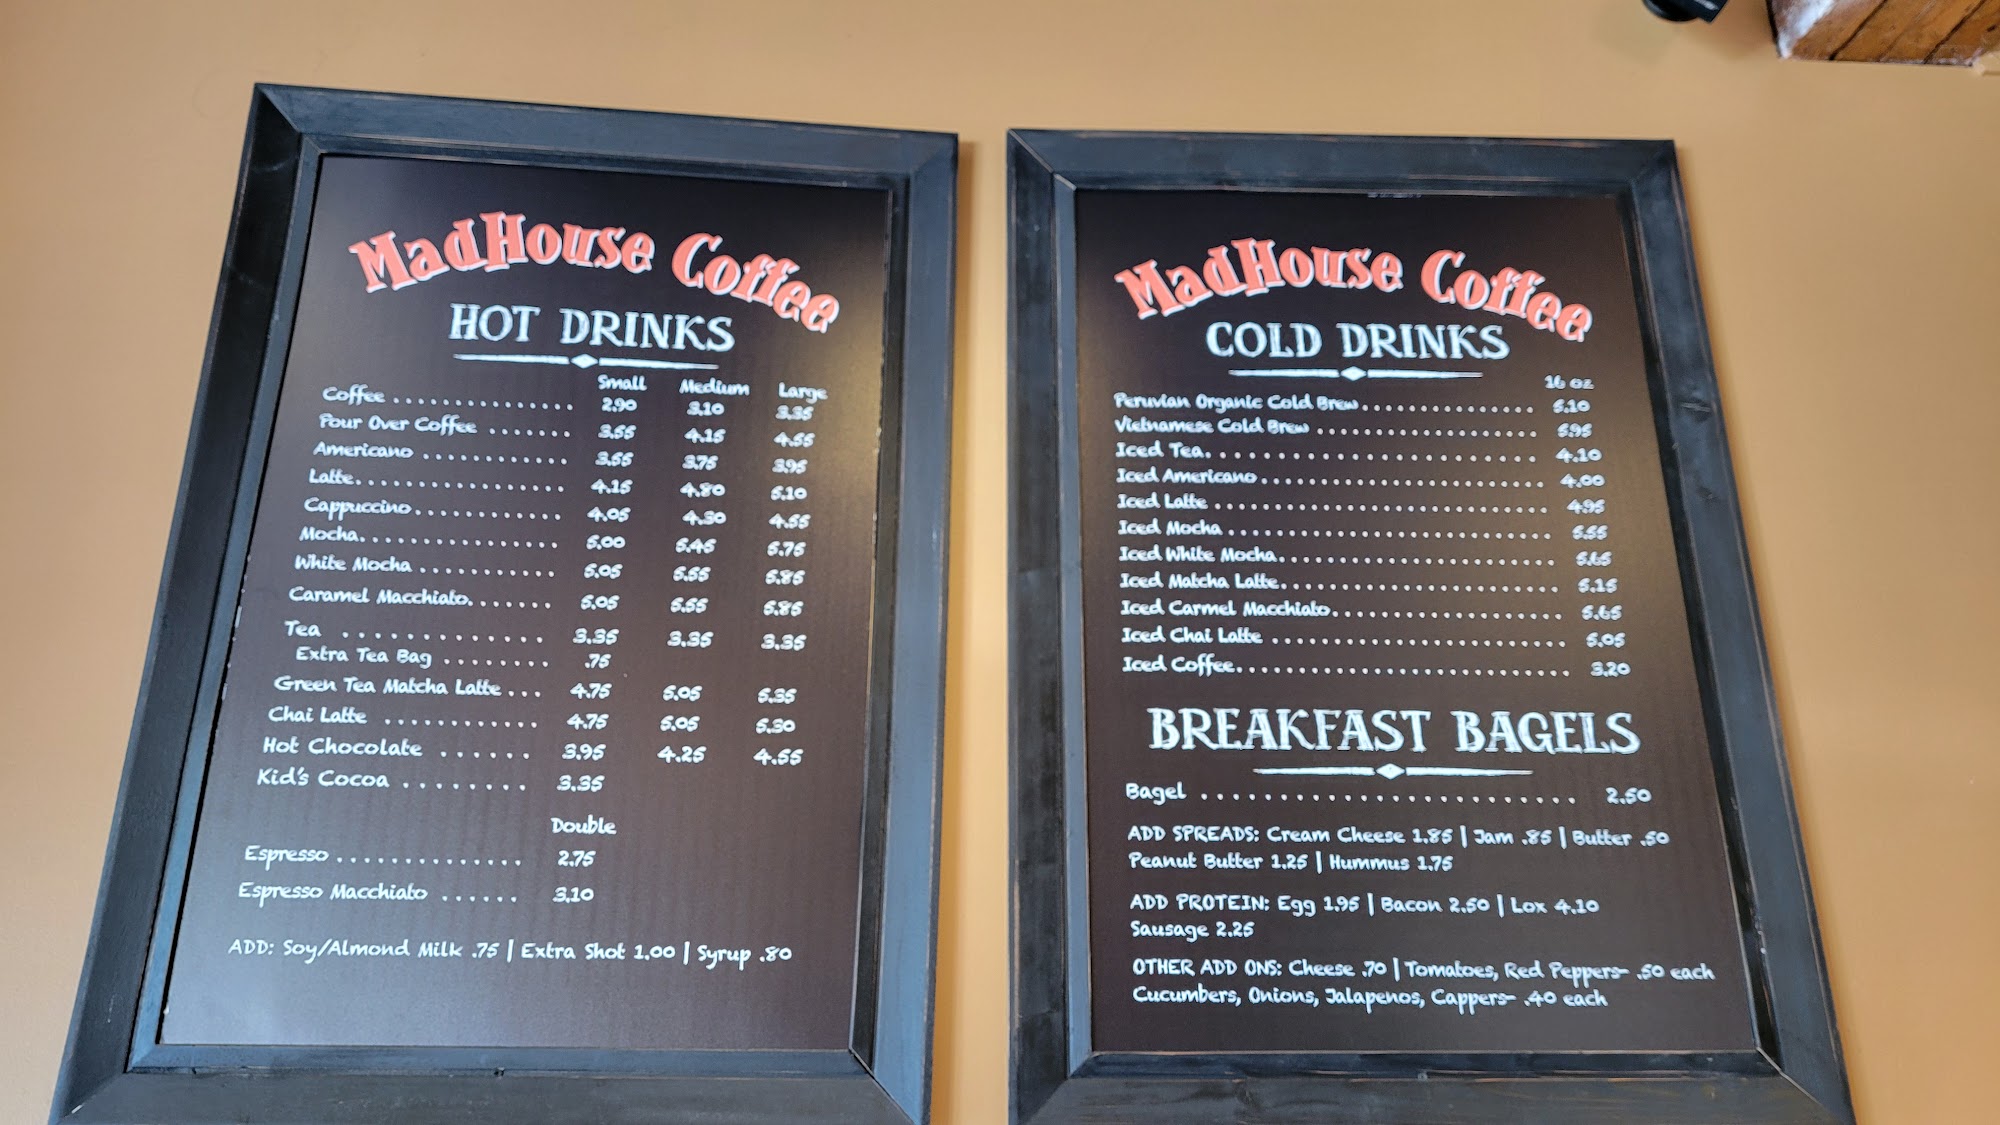 MadHouse Coffee
HOT DRINKS
Small Medium Large
Coffee . . . . . . . . . . . . . . . 2.90 3.10 3.35
Pour Over Coffee . . . . . . . 3.55 4.15 4.55
Americano . . . . . . . . . . . . . 3.55 3.75 3.95
Latte. . . . . . . . . . . . . . . . . . 4.15 4.80 5.10
Cappuccino. . . . . . . . . . . . . 4.05 4.30 4.55
Mocha. . . . . . . . . . . . . . . . . 5.00 5.45 5.75
White Mocha . . . . . . . . . . . 5.05 5.55 5.85
Caramel Macchiato. . . . . . . 5.05 5.55 5.85
Tea . . . . . . . . . . . . . . 3.35 3.35 3.35
Extra Tea Bag . . . . . . . . .75
Green Tea Matcha Latte . . . 4.75 5.05 5.35
Chai Latte . . . . . . . . . . . . 4.75 5.05 5.30
Hot Chocolate . . . . . . 3.95 4.25 4.55
Kid's Cocoa . . . . . . . . 3.35
Double
Espresso . . . . . . . . . . . . . . 2.75
Espresso Macchiato . . . . . . 3.10
ADD: Soy/Almond Milk .75 | Extra Shot 1.00 | Syrup .80
MadHouse Coffee
COLD DRINKS
16 oz
Peruvian Organic Cold Brew. . . . . . . . . . . . . . . 5.10
Vietnamese Cold Brew . . . . . . . . . . . . . . . . . . . 5.95
Iced Tea. . . . . . . . . . . . . . . . . . . . . . . . 4.10
Iced Americano . . . . . . . . . . . . . . . . . . . . . . . . 4.00
Iced Latte . . . . . . . . . . . . . . . . . . . . . . . . . . . . 4.95
Iced Mocha . . . . . . . . . . . . . . . . . . . . . . . . . . . 5.55
Iced White Mocha. . . . . . . . . . . . . . . . . . . . . . . 5.65
Iced Matcha Latte. . . . . . . . . . . . . . . . . . . . . . . 5.15
Iced Carmel Macchiato. . . . . . . . . . . . . . . . . . . 5.65
Iced Chai Latte . . . . . . . . . . . . . . . . . . . . . . . . 5.05
Iced Coffee. . . . . . . . . . . . . . . . . . . . . . . . . . . 3.20
BREAKFAST BAGELS
Bagel . . . . . . . . . . . . . . . . . . . . . . . . 2.50
ADD SPREADS: Cream Cheese 1.85 | Jam .85 | Butter .50
Peanut Butter 1.25 | Hummus 1.75
ADD PROTEIN: Egg 1.95 | Bacon 2.50 | Lox 4.10
Sausage 2.25
OTHER ADD ONS: Cheese .70 | Tomatoes, Red Peppers- .50 each
Cucumbers, Onions, Jalapenos, Cappers- .40 each